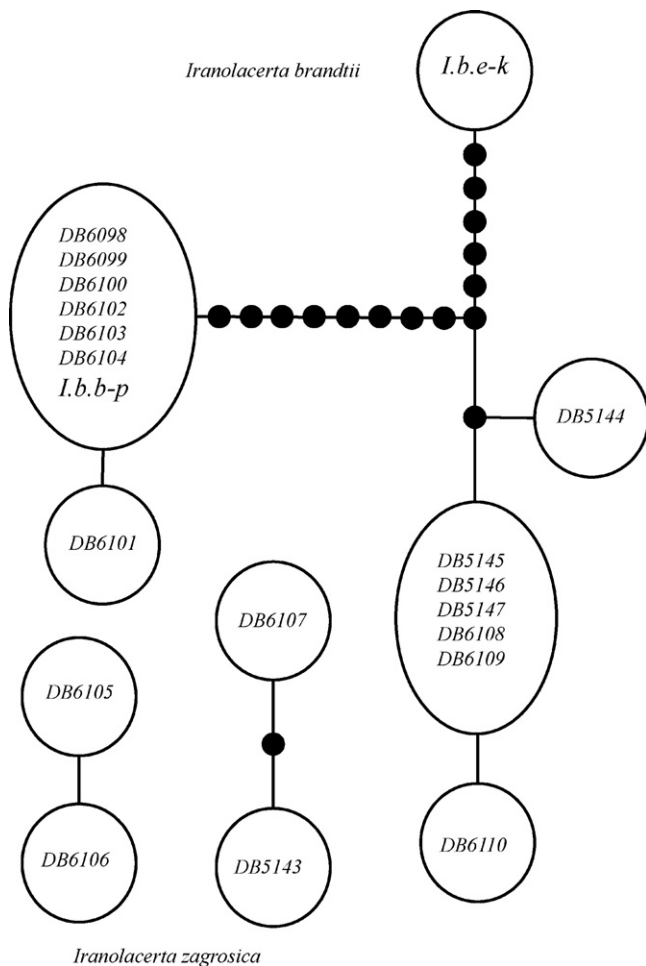 Iranolacerta brandtii
I.b.e-k
DB6098
DB6099
DB6100
DB6102
DB6103
DB6104
I.b.b-p
DB5144
DB6101
DB5145
DB5146
DB5147
DB6108
DB6109
DB6107
DB6105
DB6106
DB5143
DB6110
Iranolacerta zagrosica